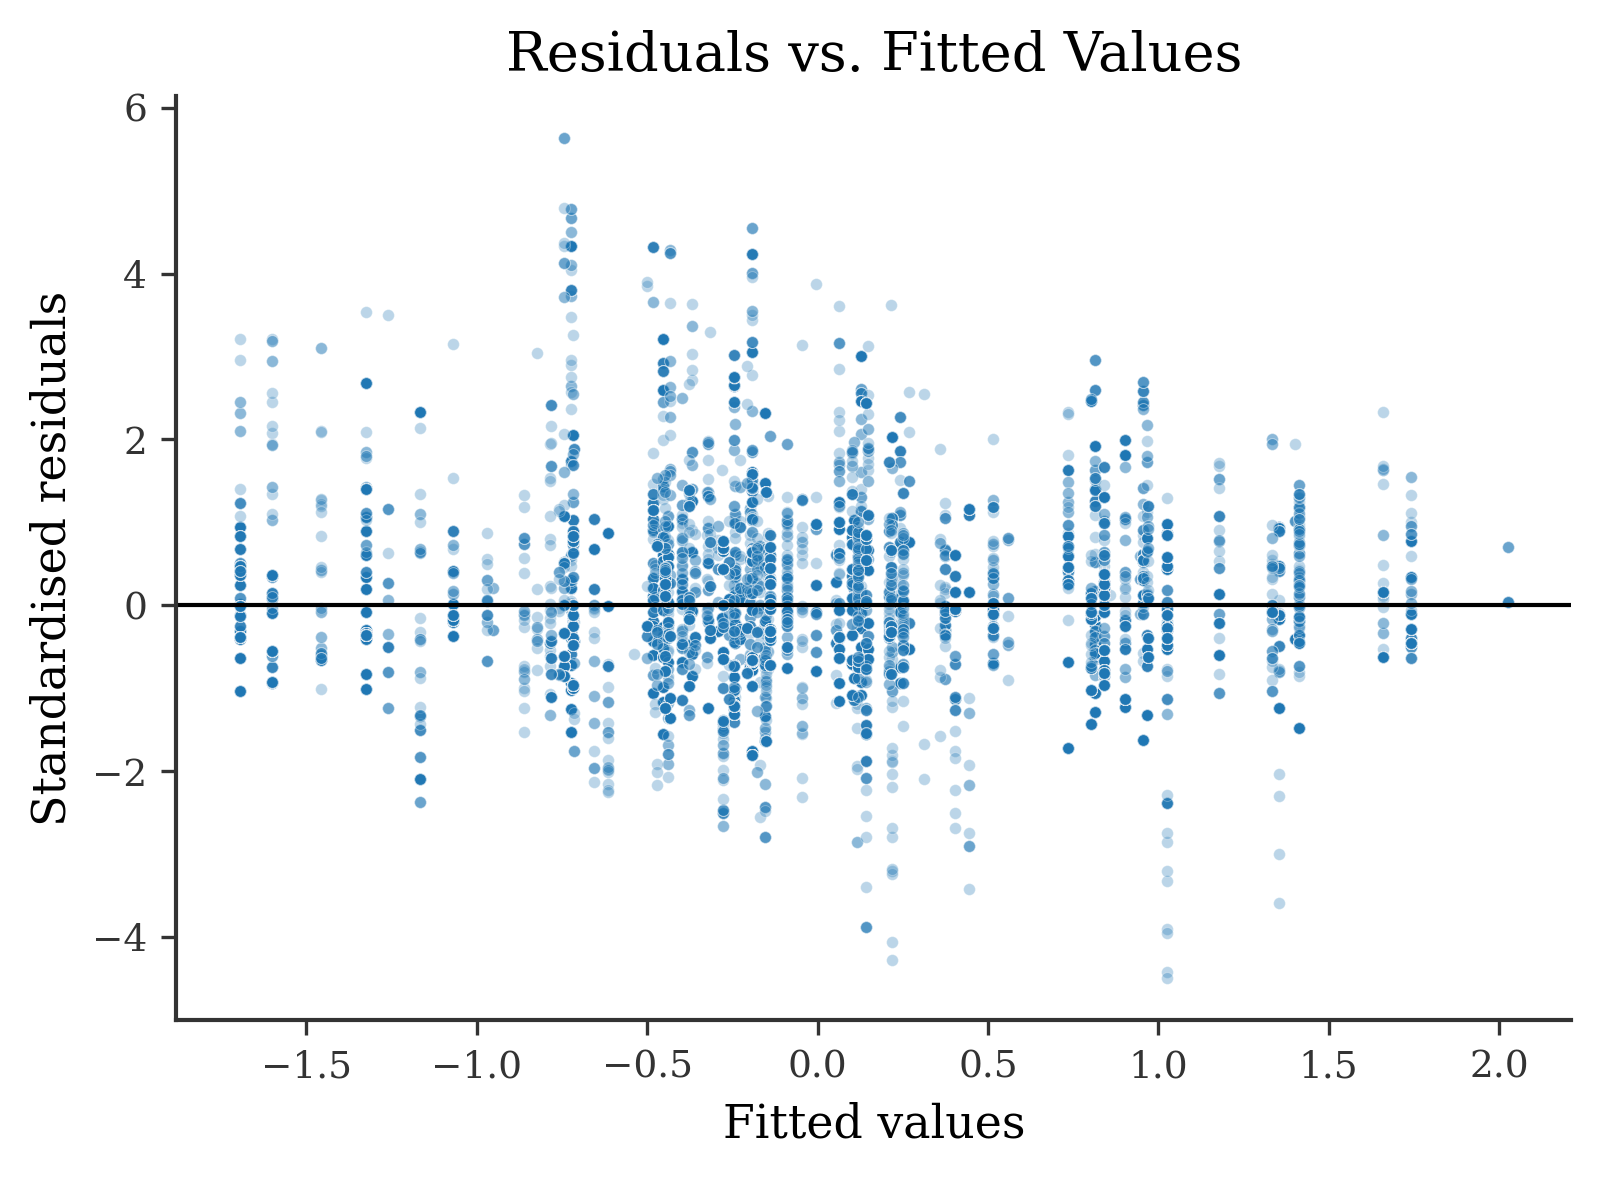 Residuals vs. Fitted Values
6
4
2
0
−2
−4
Standardised residuals
−1.5 −1.0 −0.5 0.0 0.5 1.0 1.5 2.0
Fitted values